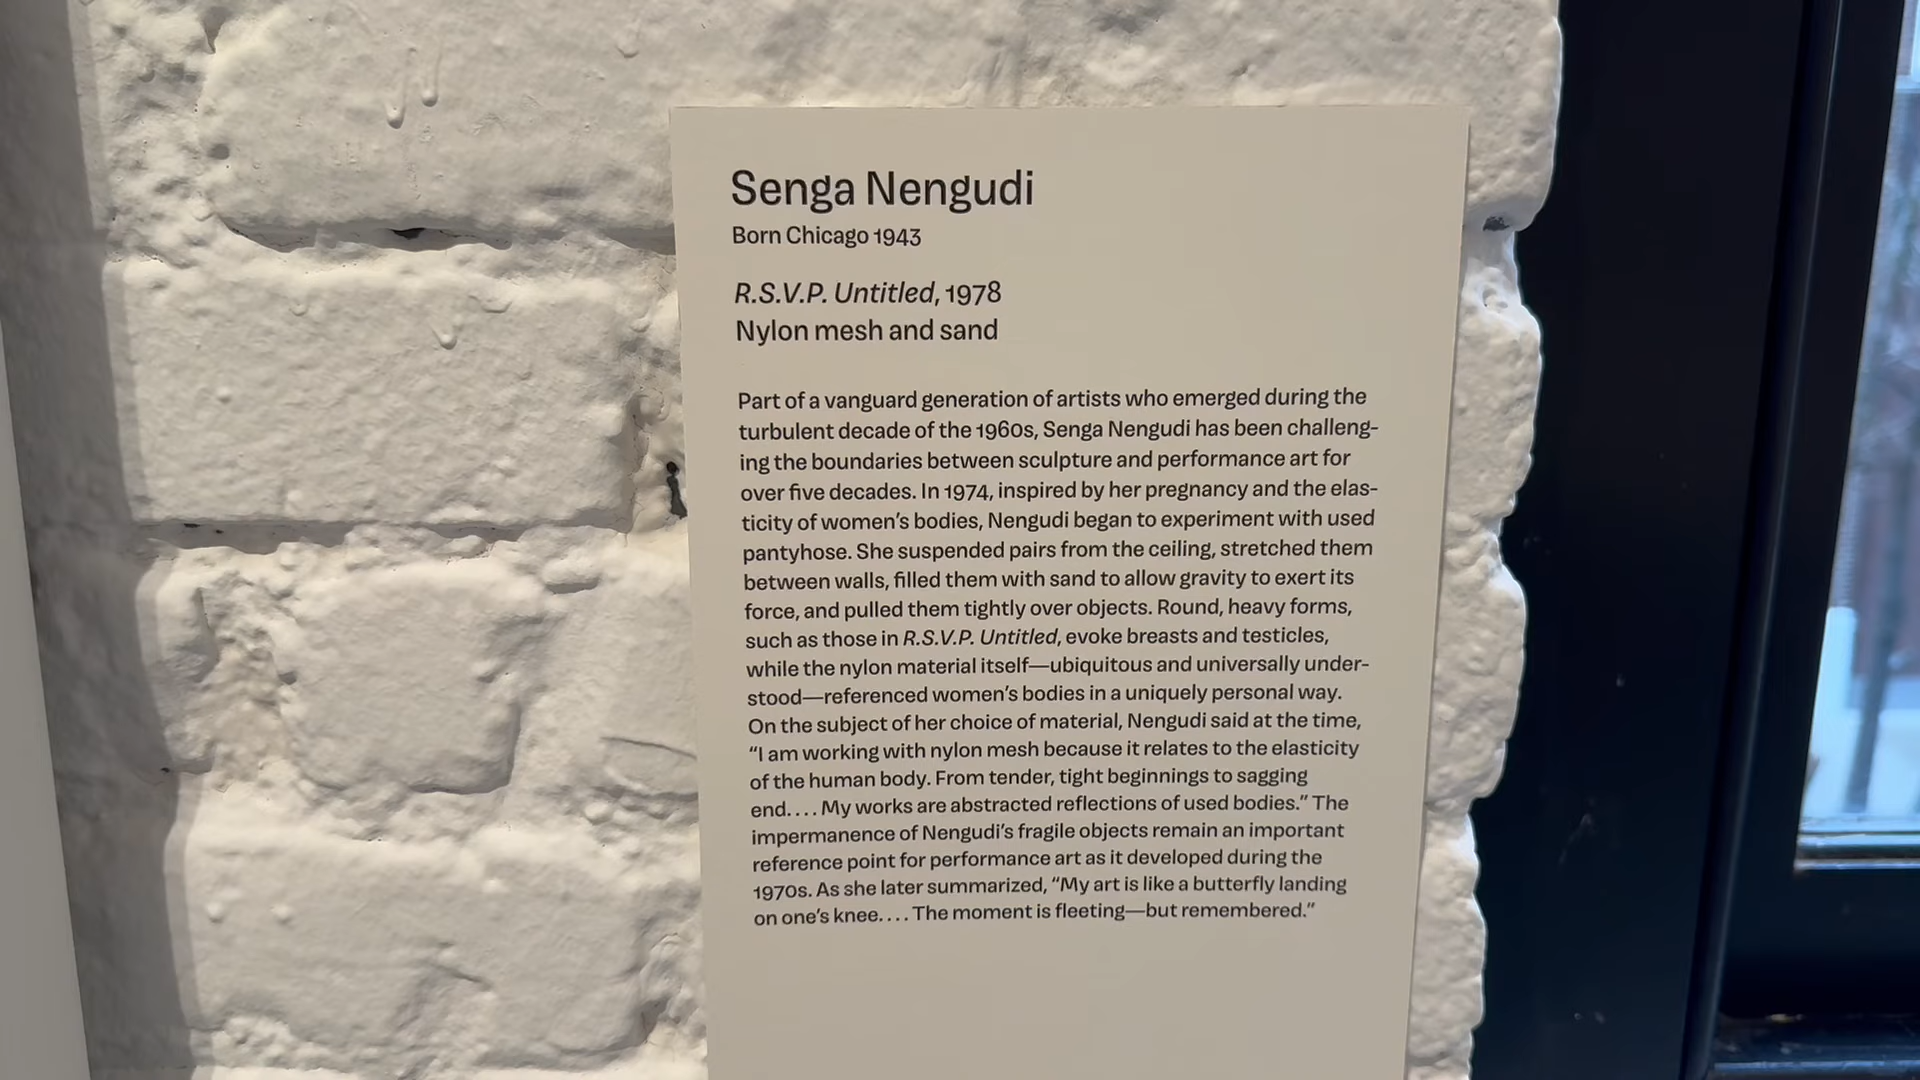 Senga Nengudi
Born Chicago 1943
R.S.V.P. Untitled, 1978
Nylon mesh and sand
Part of a vanguard generation of artists who emerged during the
turbulent decade of the 1960s, Senga Nengudi has been challeng-
ing the boundaries between sculpture and performance art for
over five decades. In 1974, inspired by her pregnancy and the elas-
ticity of women's bodies, Nengudi began to experiment with used
pantyhose. She suspended pairs from the ceiling, stretched them
between walls, filled them with sand to allow gravity to exert its
force, and pulled them tightly over objects. Round, heavy forms,
such as those in R.S.V.P. Untitled, evoke breasts and testicles,
while the nylon material itself—ubiquitous and universally under-
stood—referenced women's bodies in a uniquely personal way.
On the subject of her choice of material, Nengudi said at the time,
“I am working with nylon mesh because it relates to the elasticity
of the human body. From tender, tight beginnings to sagging
end. . . . My works are abstracted reflections of used bodies.” The
impermanence of Nengudi's fragile objects remain an important
reference point for performance art as it developed during the
1970s. As she later summarized, “My art is like a butterfly landing
on one's knee. . . . The moment is fleeting—but remembered.”